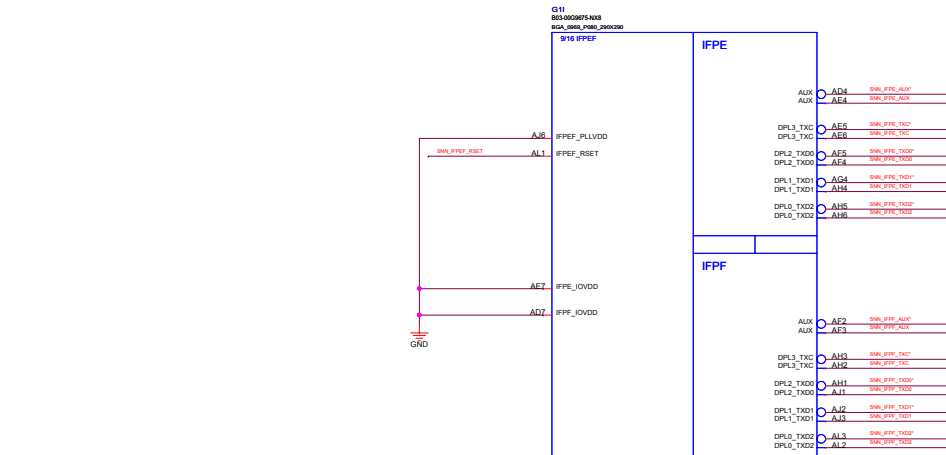 G1I
B03-00G9675-NX8
BGA_0969_P080_290X290
9/16 IFPEF
IFPE
AUX AD4 SNN_IFPE_AUX*
AUX AE4 SNN_IFPE_AUX
DPL3_TXC AE5 SNN_IFPE_TXC*
DPL3_TXC AE6 SNN_IFPE_TXC
AJ6 IFPEF_PLLVDD
SNN_IFPEF_RSET AL1 IFPEF_RSET
DPL2_TXD0 AF5 SNN_IFPE_TXD0*
DPL2_TXD0 AF4 SNN_IFPE_TXD0
DPL1_TXD1 AG4 SNN_IFPE_TXD1*
DPL1_TXD1 AH4 SNN_IFPE_TXD1
DPL0_TXD2 AH5 SNN_IFPE_TXD2*
DPL0_TXD2 AH6 SNN_IFPE_TXD2
IFPF
AE7 IFPE_IOVDD
AD7 IFPF_IOVDD
GND
AUX AF2 SNN_IFPF_AUX*
AUX AF3 SNN_IFPF_AUX
DPL3_TXC AH3 SNN_IFPF_TXC*
DPL3_TXC AH2 SNN_IFPF_TXC
DPL2_TXD0 AH1 SNN_IFPF_TXD0*
DPL2_TXD0 AJ1 SNN_IFPF_TXD0
DPL1_TXD1 AJ2 SNN_IFPF_TXD1*
DPL1_TXD1 AJ3 SNN_IFPF_TXD1
DPL0_TXD2 AL3 SNN_IFPF_TXD2*
DPL0_TXD2 AL2 SNN_IFPF_TXD2